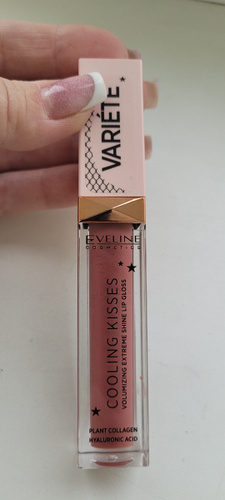 VARIÉTÉ
EVELINE
COSMETICS
COOLING KISSES
VOLUMIZING EXTREME SHINE LIP GLOSS
PLANT COLLAGEN
HYALURONIC ACID